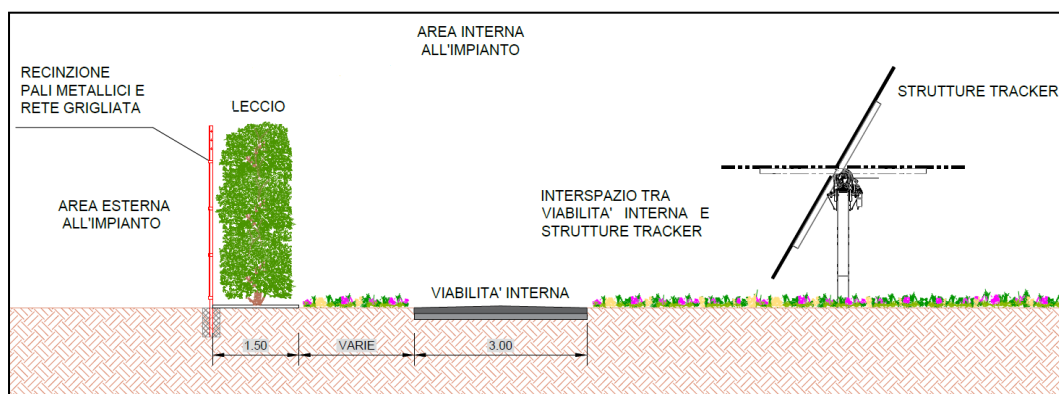 AREA INTERNA
ALL'IMPIANTO
RECINZIONE
PALI METALLICI E
RETE GRIGLIATA
LECCIO
STRUTTURE TRACKER
AREA ESTERNA
ALL'IMPIANTO
INTERSPAZIO TRA
VIABILITA' INTERNA E
STRUTTURE TRACKER
VIABILITA' INTERNA
1.50
VARIE
3.00